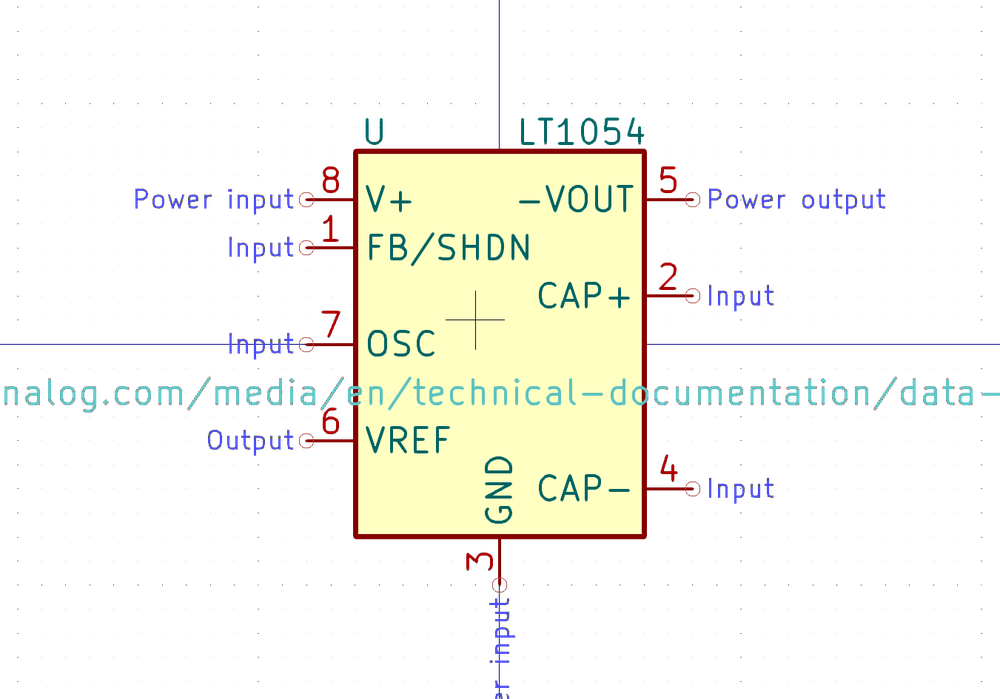 U LT1054
Power input 8 V+ -VOUT 5 Power output
Input 1 FB/SHDN
CAP+ 2 Input
Input 7 OSC
nalog.com/media/en/technical-documentation/data-
Output 6 VREF
GND
CAP- 4 Input
3
er input